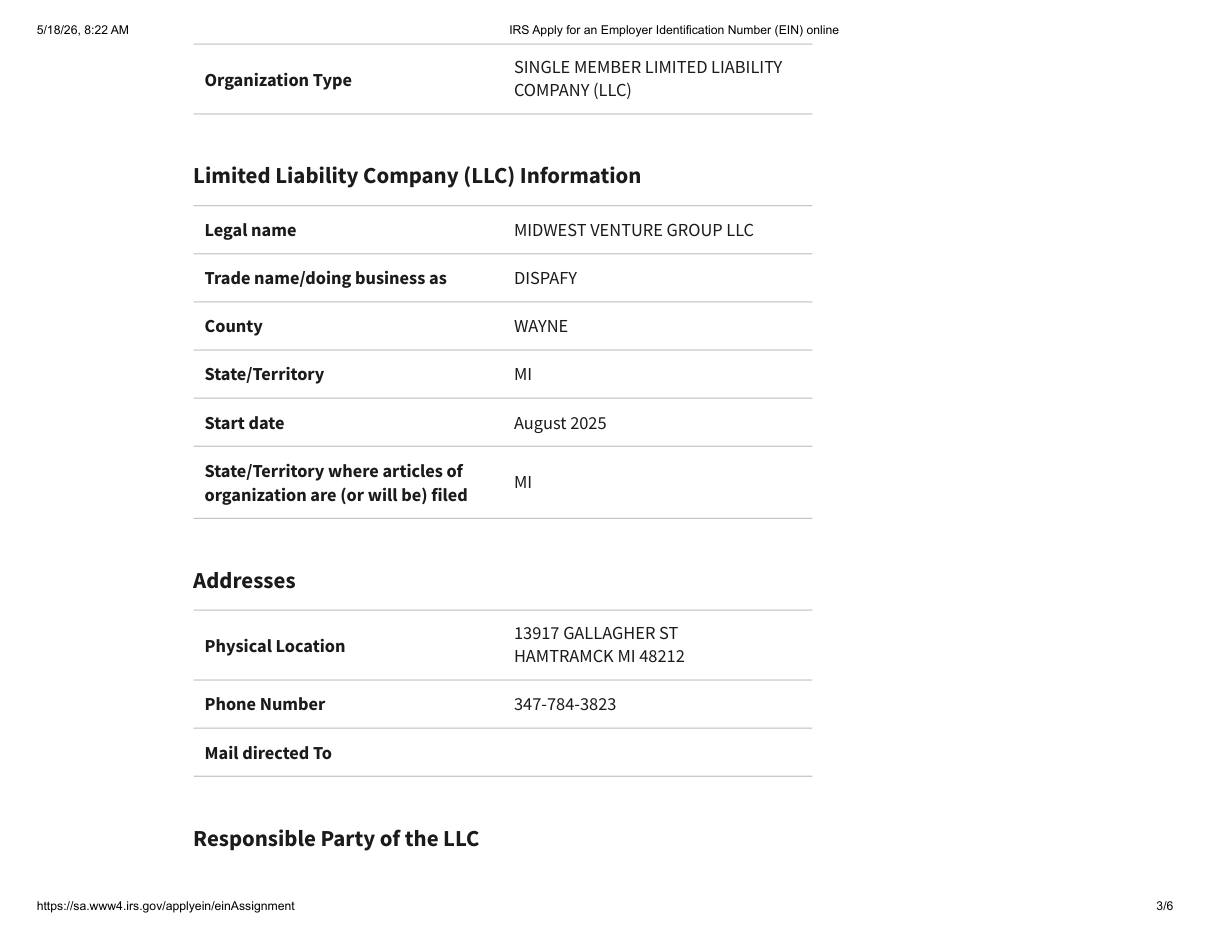 5/18/26, 8:22 AM
IRS Apply for an Employer Identification Number (EIN) online
Organization Type
SINGLE MEMBER LIMITED LIABILITY
COMPANY (LLC)
Limited Liability Company (LLC) Information
Legal name
MIDWEST VENTURE GROUP LLC
Trade name/doing business as
DISPAFY
County
WAYNE
State/Territory
MI
Start date
August 2025
State/Territory where articles of
organization are (or will be) filed
MI
Addresses
Physical Location
13917 GALLAGHER ST
HAMTRAMCK MI 48212
Phone Number
347-784-3823
Mail directed To
Responsible Party of the LLC
https://sa.www4.irs.gov/applyein/einAssignment
3/6